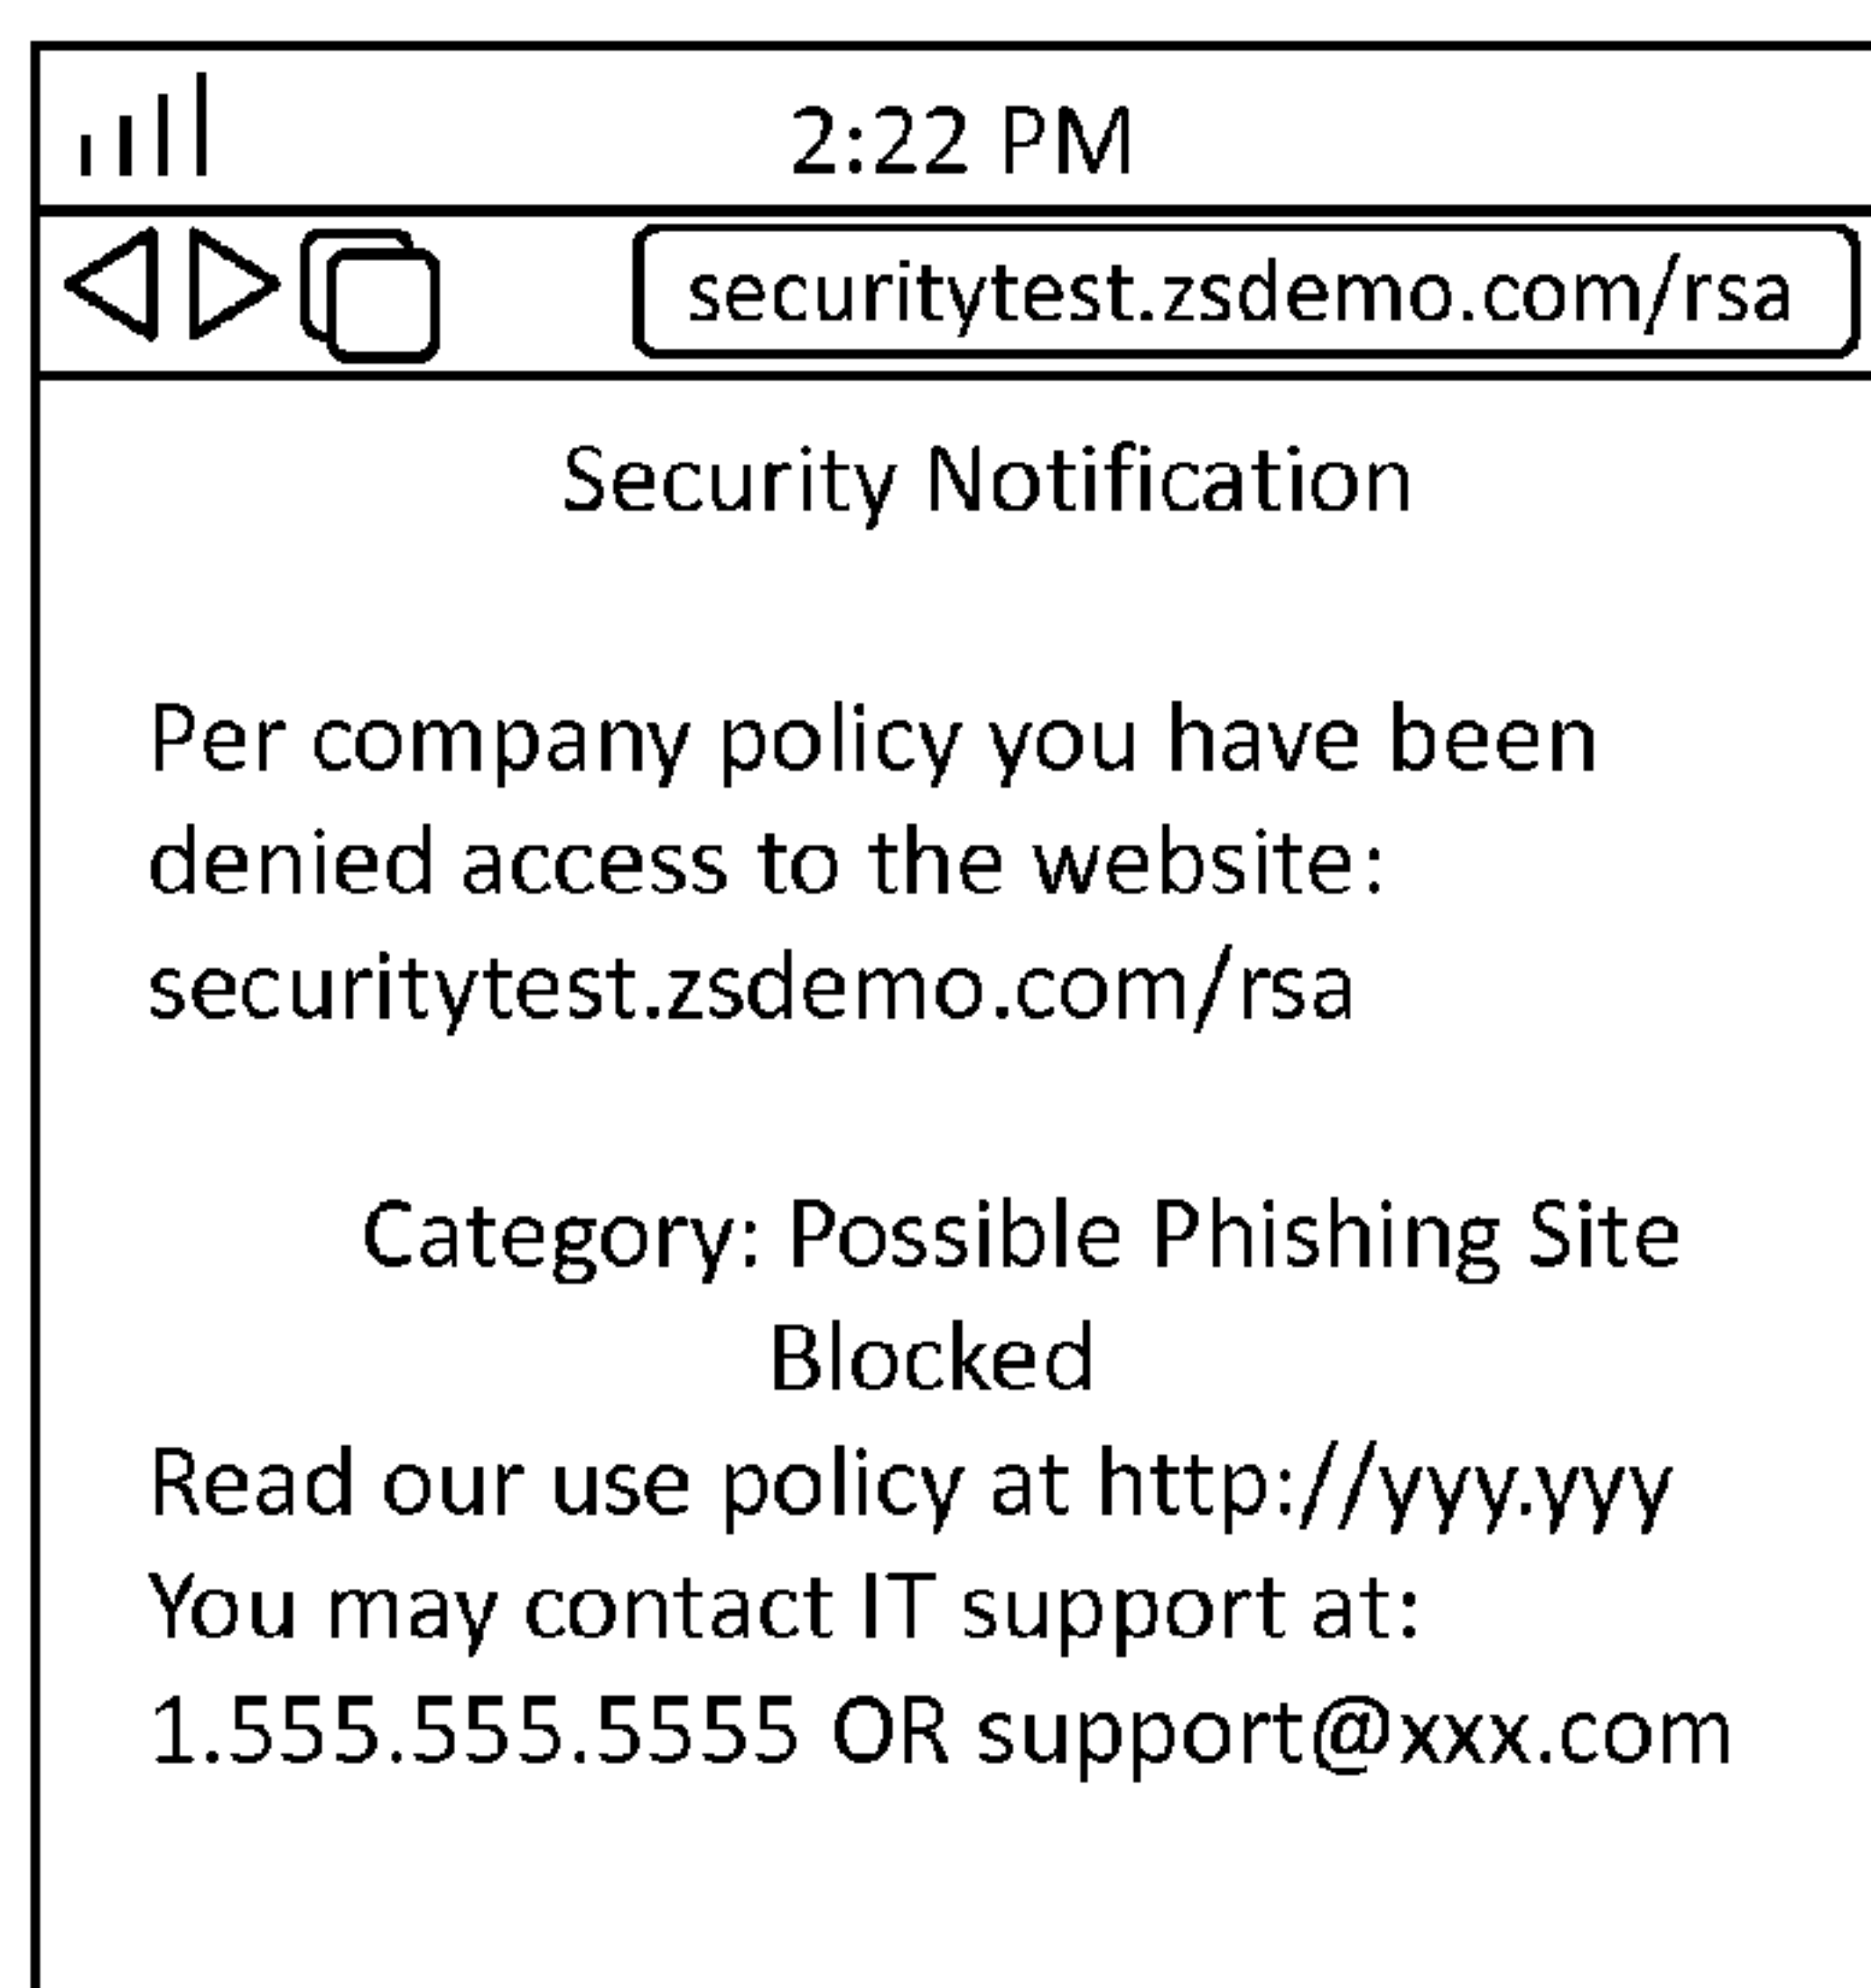 2:22 PM
securitytest.zsdemo.com/rsa
Security Notification
Per company policy you have been
denied access to the website:
securitytest.zsdemo.com/rsa
Category: Possible Phishing Site
Blocked
Read our use policy at http://yyy.yyy
You may contact IT support at:
1.555.555.5555 OR support@xxx.com